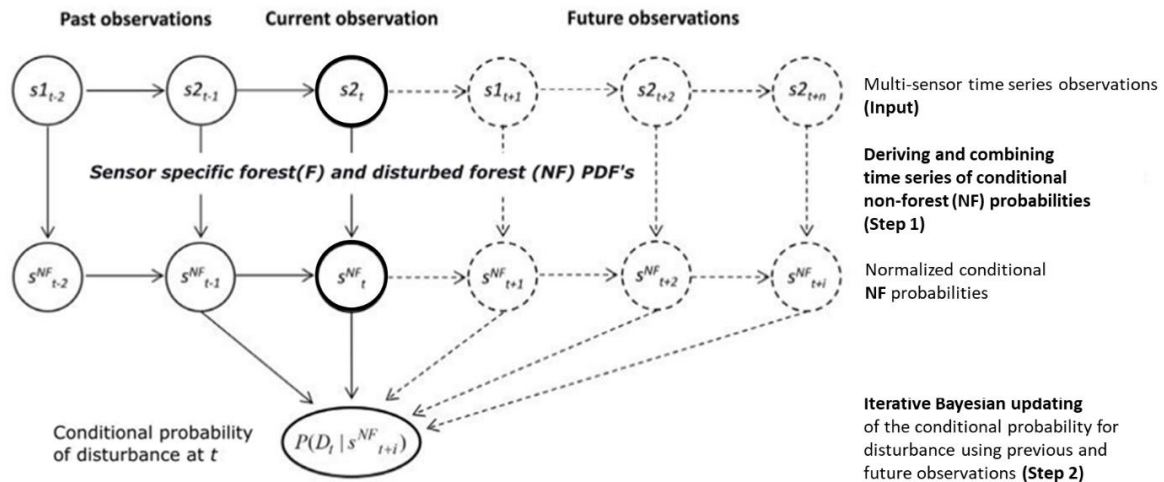 Past observations Current observation Future observations
s1t-2 s2t-1 s2t s1t+1 s2t+2 s2t+n
Multi-sensor time series observations
(Input)
Sensor specific forest(F) and disturbed forest (NF) PDF's
Deriving and combining
time series of conditional
non-forest (NF) probabilities
(Step 1)
sNFt-2 sNFt-1 sNFt sNFt+1 sNFt+2 sNFt+i
Normalized conditional
NF probabilities
Conditional probability
of disturbance at t
P(Dt | sNFt+i)
Iterative Bayesian updating
of the conditional probability for
disturbance using previous and
future observations (Step 2)